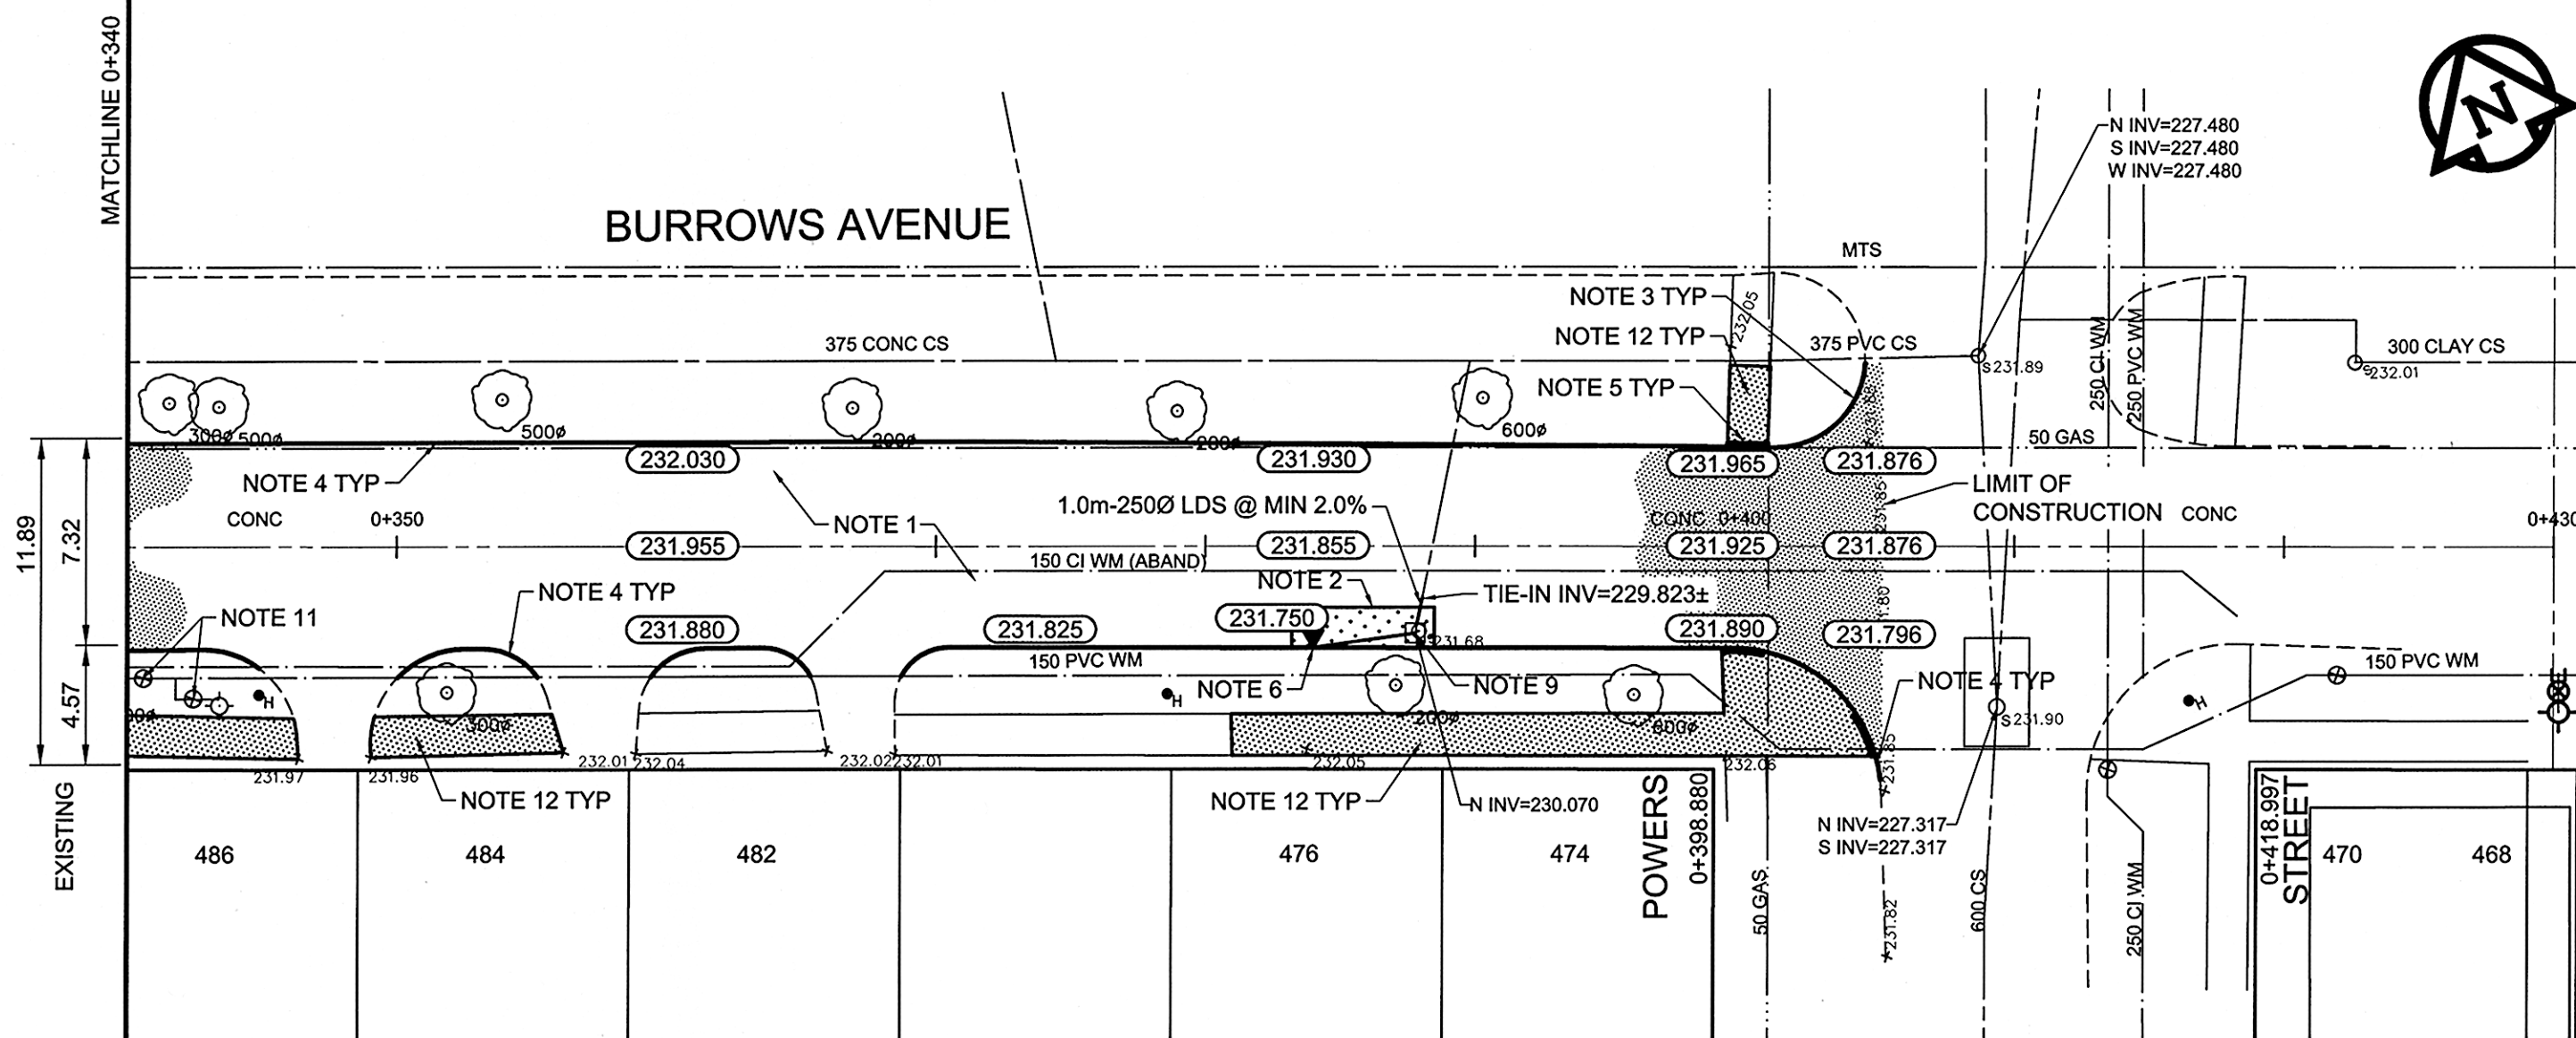 MATCHLINE 0+340
N
N INV=227.480
S INV=227.480
W INV=227.480
BURROWS AVENUE
MTS
NOTE 3 TYP
232.05
NOTE 12 TYP
375 CONC CS
375 PVC CS
250 CI WM
250 PVC WM
300 CLAY CS
S 231.89
232.01
NOTE 5 TYP
300ø
500ø
500ø
200ø
200ø
600ø
50 GAS
232.030
231.930
231.965
231.876
NOTE 4 TYP
LIMIT OF
CONSTRUCTION
1.0m-250Ø LDS @ MIN 2.0%
231.85
11.89
7.32
CONC
0+350
NOTE 1
CONC 0+400
CONC
0+430
231.955
231.855
231.925
231.876
150 CI WM (ABAND)
NOTE 2
NOTE 4 TYP
TIE-IN INV=229.823±
231.80
NOTE 11
231.880
231.825
231.750
231.68
231.890
231.796
150 PVC WM
150 PVC WM
4.57
H
H
NOTE 6
NOTE 9
NOTE 4 TYP
H
300ø
200ø
600ø
S 231.90
231.97
231.96
232.01
232.04
232.02
232.01
232.05
232.06
231.85
EXISTING
NOTE 12 TYP
NOTE 12 TYP
N INV=230.070
POWERS
0+398.880
N INV=227.317
S INV=227.317
0+418.997
STREET
486
484
482
476
474
470
468
50 GAS
231.82
600 CS
250 CI WM